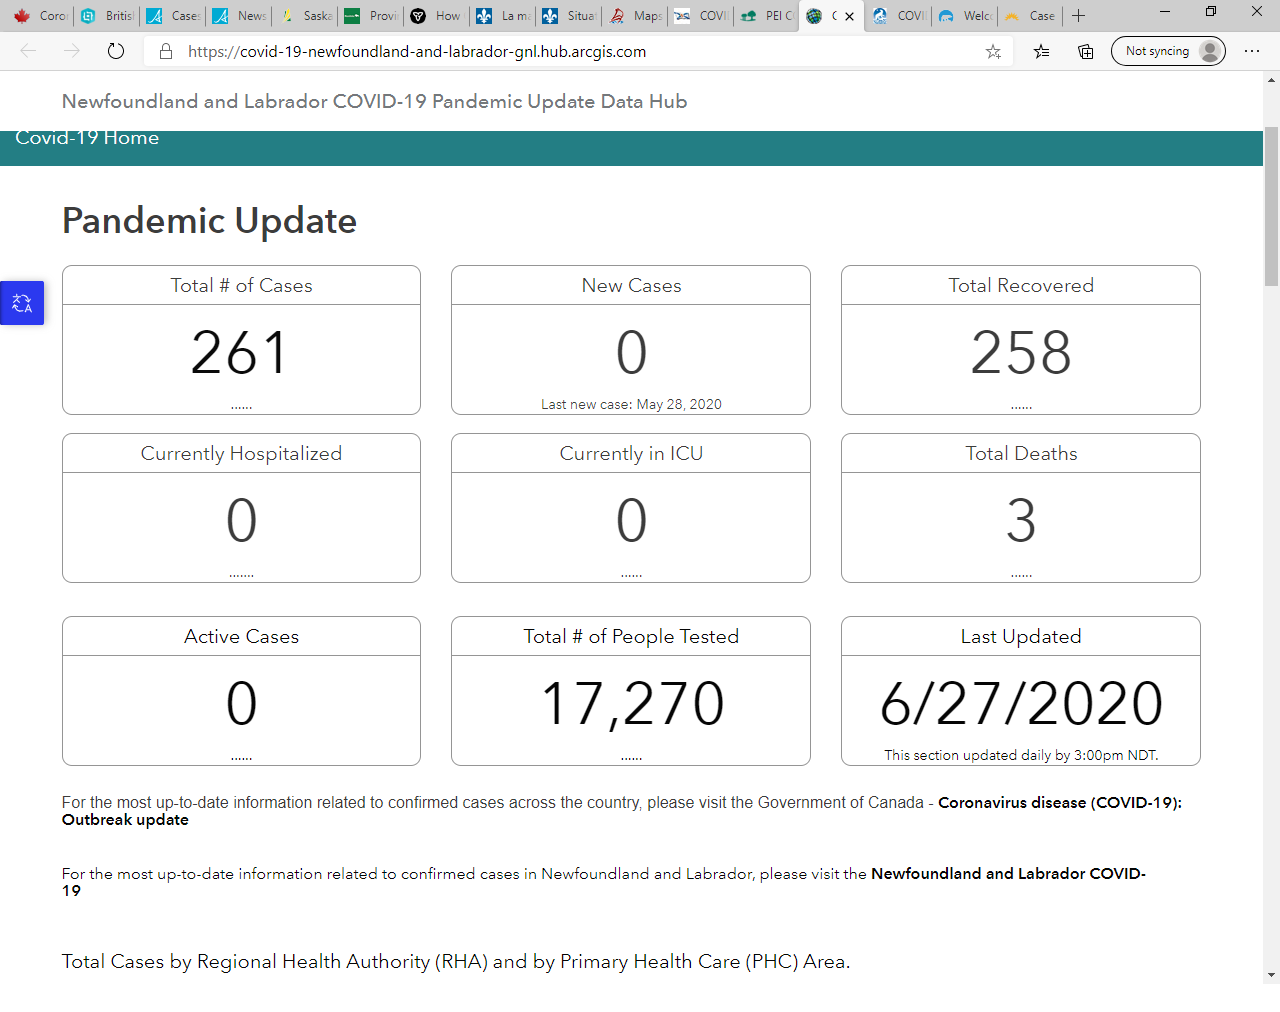 Coror
Britis
Cases
News
Saska
Provi
How
La ma
Situat
Maps
COVI
PEI C
COVI
Welco
Case
https://covid-19-newfoundland-and-labrador-gnl.hub.arcgis.com
Not syncing
Newfoundland and Labrador COVID-19 Pandemic Update Data Hub
Covid-19 Home
Pandemic Update
Total # of Cases
261
......
New Cases
0
Last new case: May 28, 2020
Total Recovered
258
......
Currently Hospitalized
0
.......
Currently in ICU
0
......
Total Deaths
3
......
Active Cases
0
......
Total # of People Tested
17,270
......
Last Updated
6/27/2020
This section updated daily by 3:00pm NDT.
For the most up-to-date information related to confirmed cases across the country, please visit the Government of Canada - Coronavirus disease (COVID-19):
Outbreak update
For the most up-to-date information related to confirmed cases in Newfoundland and Labrador, please visit the Newfoundland and Labrador COVID-
19
Total Cases by Regional Health Authority (RHA) and by Primary Health Care (PHC) Area.